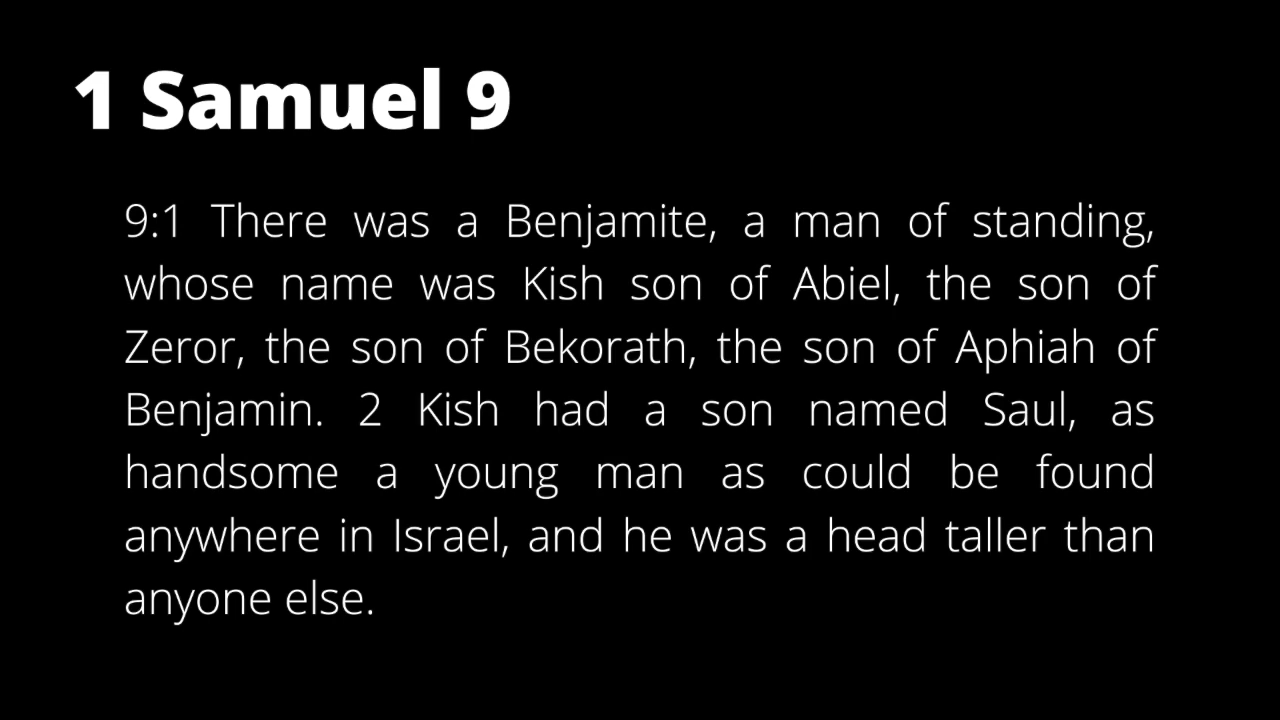 1 Samuel 9
9:1 There was a Benjamite, a man of standing,
whose name was Kish son of Abiel, the son of
Zeror, the son of Bekorath, the son of Aphiah of
Benjamin. 2 Kish had a son named Saul, as
handsome a young man as could be found
anywhere in Israel, and he was a head taller than
anyone else.